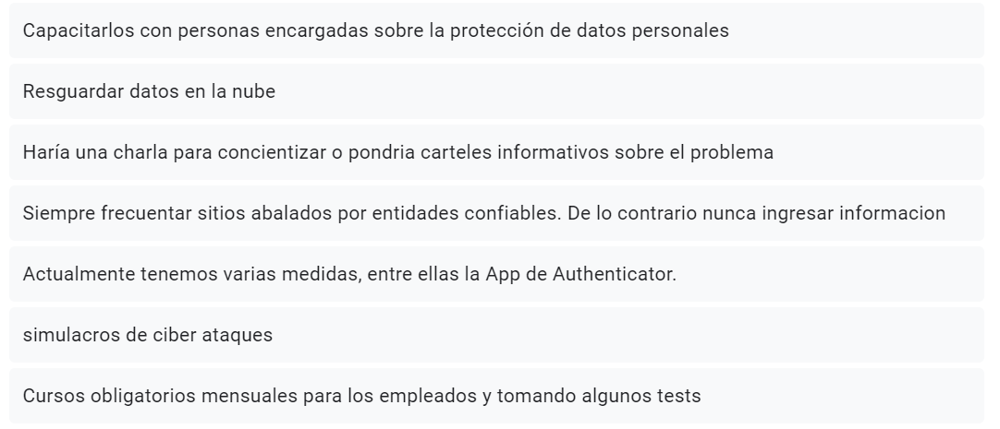 Capacitarlos con personas encargadas sobre la protección de datos personales
Resguardar datos en la nube
Haría una charla para concientizar o pondria carteles informativos sobre el problema
Siempre frecuentar sitios abalados por entidades confiables. De lo contrario nunca ingresar informacion
Actualmente tenemos varias medidas, entre ellas la App de Authenticator.
simulacros de ciber ataques
Cursos obligatorios mensuales para los empleados y tomando algunos tests